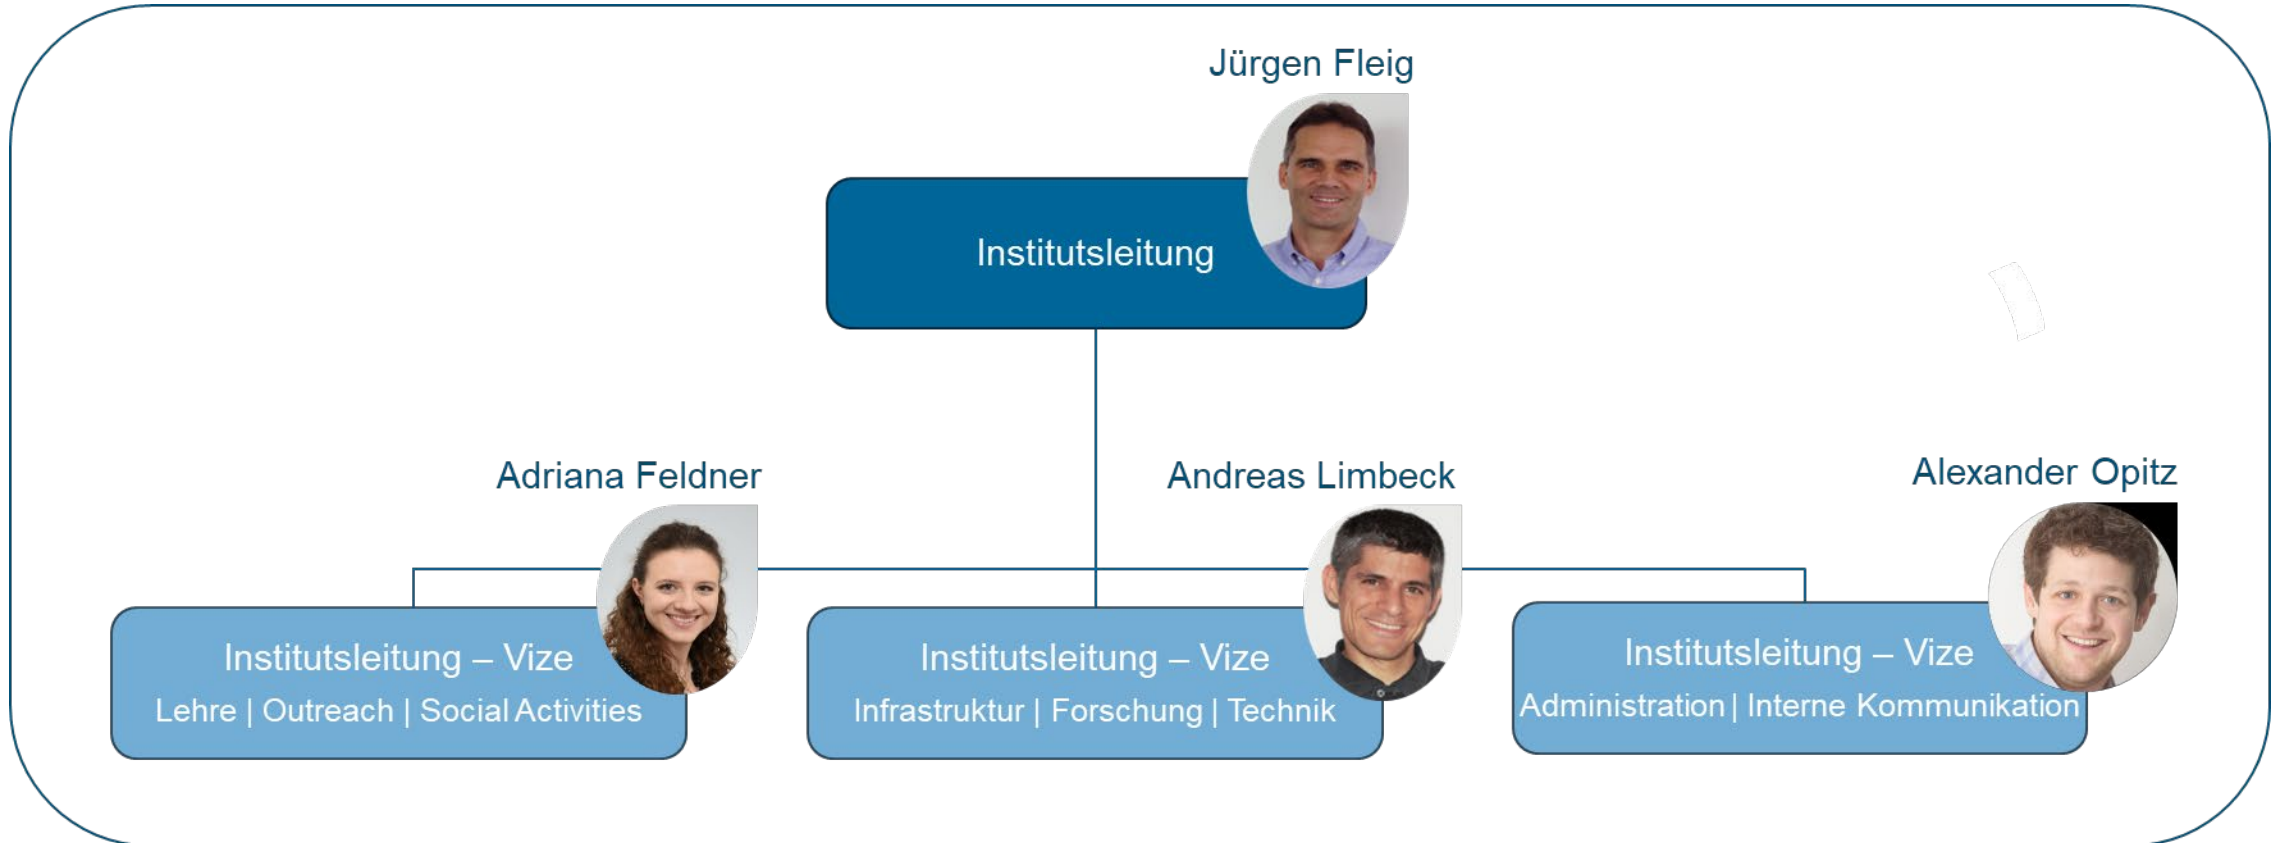 Jürgen Fleig
Institutsleitung
Adriana Feldner
Andreas Limbeck
Alexander Opitz
Institutsleitung – Vize
Lehre | Outreach | Social Activities
Institutsleitung – Vize
Infrastruktur | Forschung | Technik
Institutsleitung – Vize
Administration | Interne Kommunikation